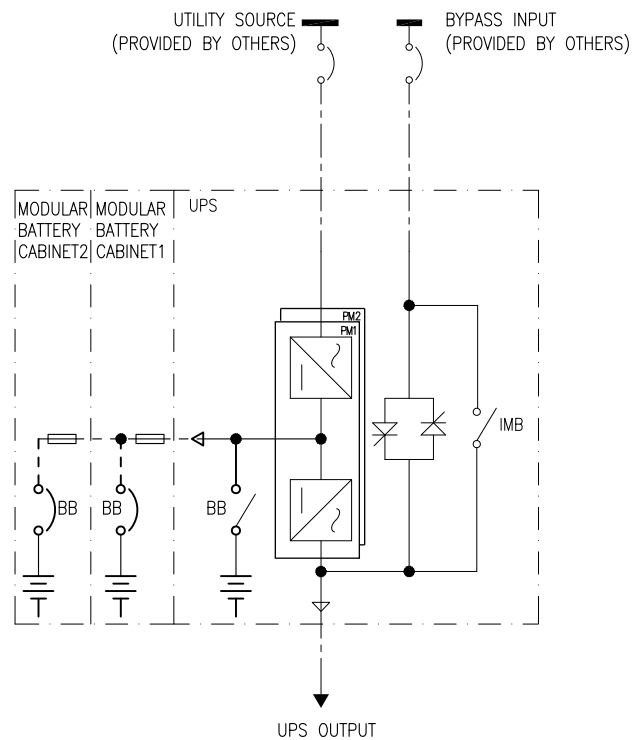 UTILITY SOURCE
(PROVIDED BY OTHERS)
BYPASS INPUT
(PROVIDED BY OTHERS)
MODULAR
BATTERY
CABINET2
MODULAR
BATTERY
CABINET1
UPS
PM2
PM1
IMB
BB
BB
BB
UPS OUTPUT